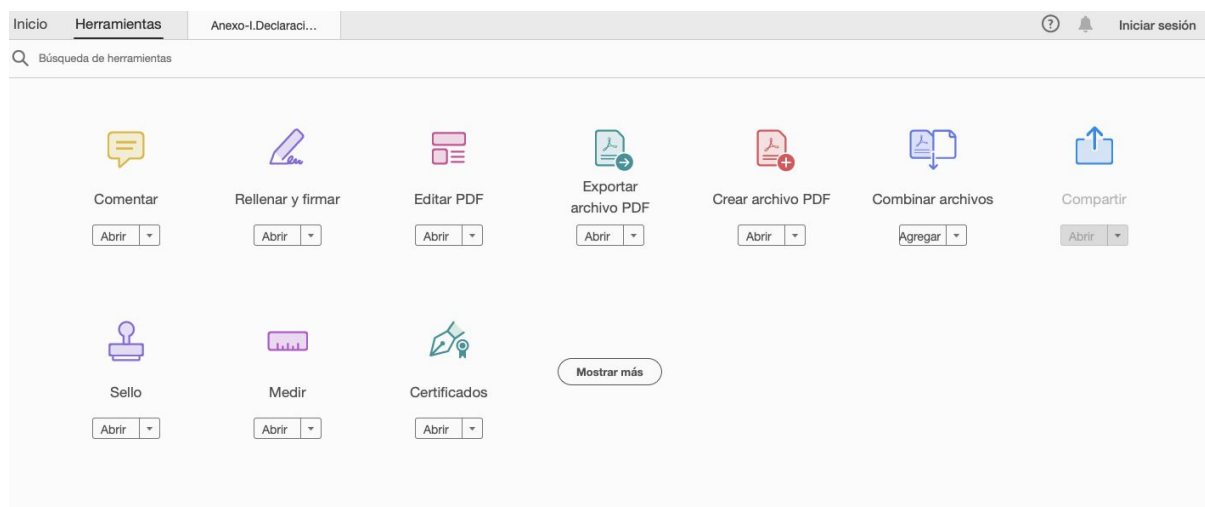 Inicio Herramientas Anexo-I.Declaraci... Iniciar sesión
Búsqueda de herramientas
Comentar Rellenar y firmar Editar PDF Exportar archivo PDF Crear archivo PDF Combinar archivos Compartir
Abrir Abrir Abrir Abrir Abrir Agregar Abrir
Mostrar más
Sello Medir Certificados
Abrir Abrir Abrir